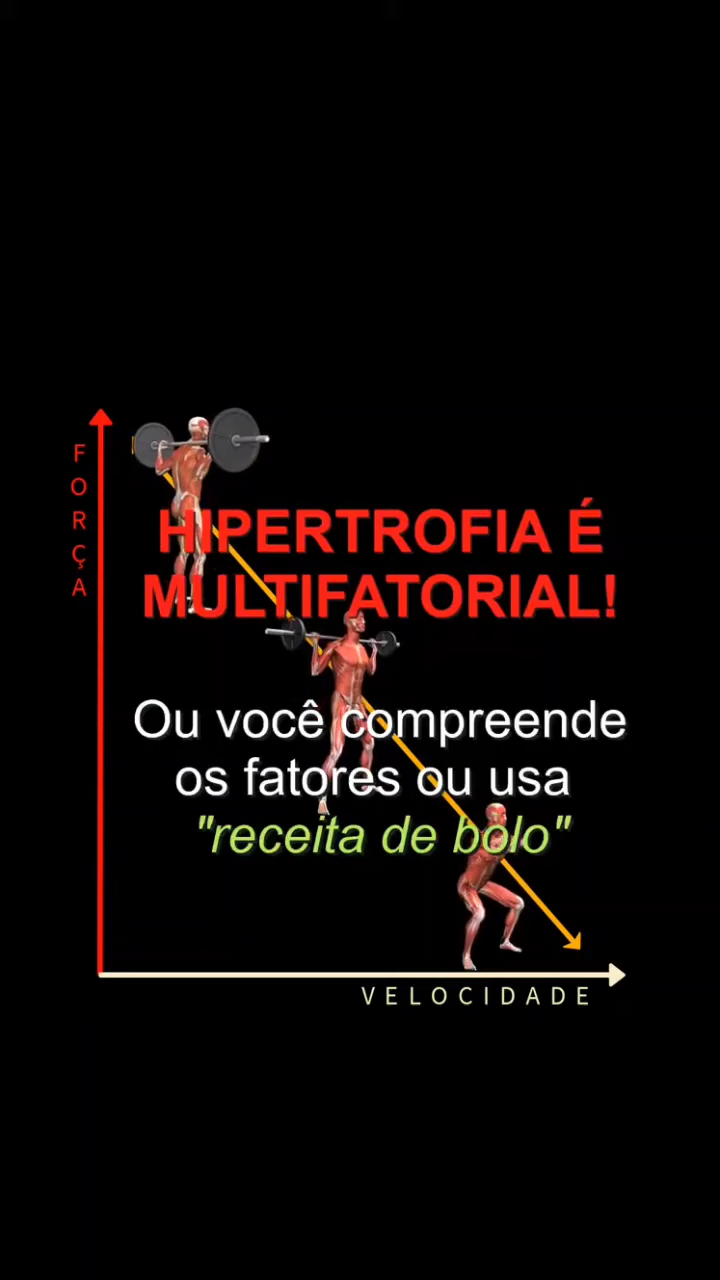 FORÇA
HIPERTROFIA É
MULTIFATORIAL!
Ou você compreende
os fatores ou usa
"receita de bolo"
VELOCIDADE